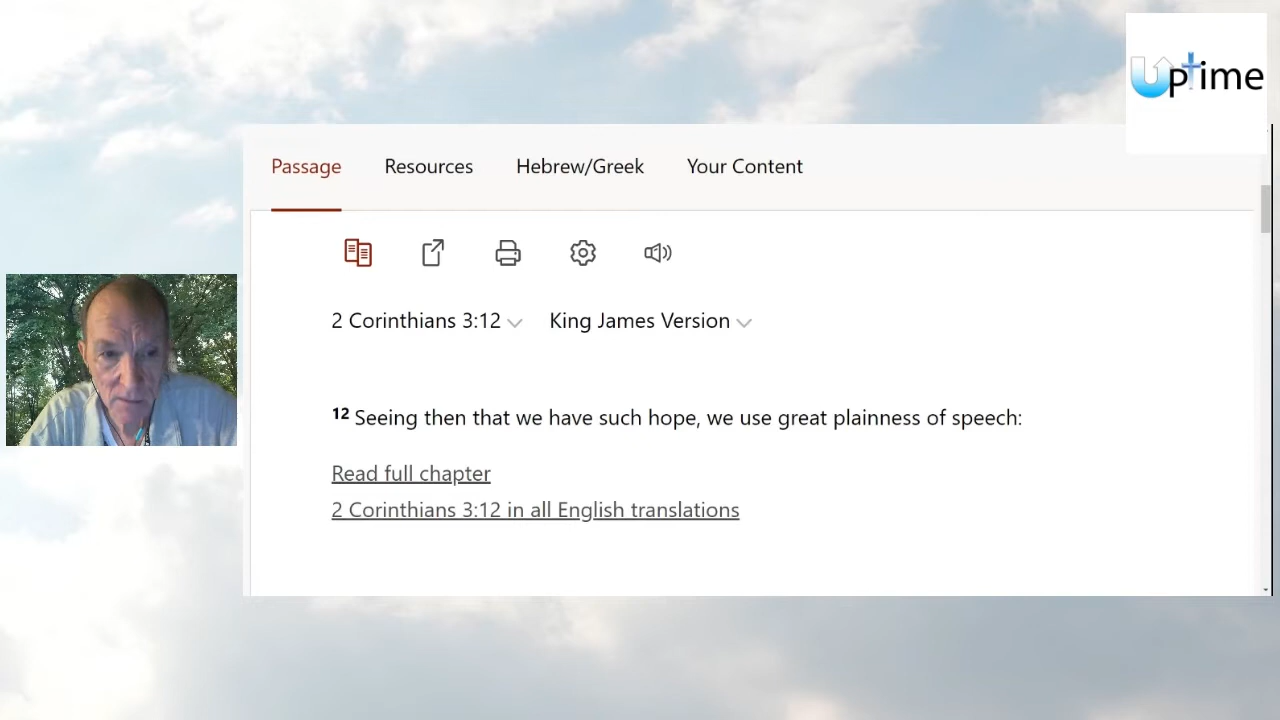 Uptime
Passage Resources Hebrew/Greek Your Content
2 Corinthians 3:12 King James Version
12 Seeing then that we have such hope, we use great plainness of speech:
Read full chapter
2 Corinthians 3:12 in all English translations